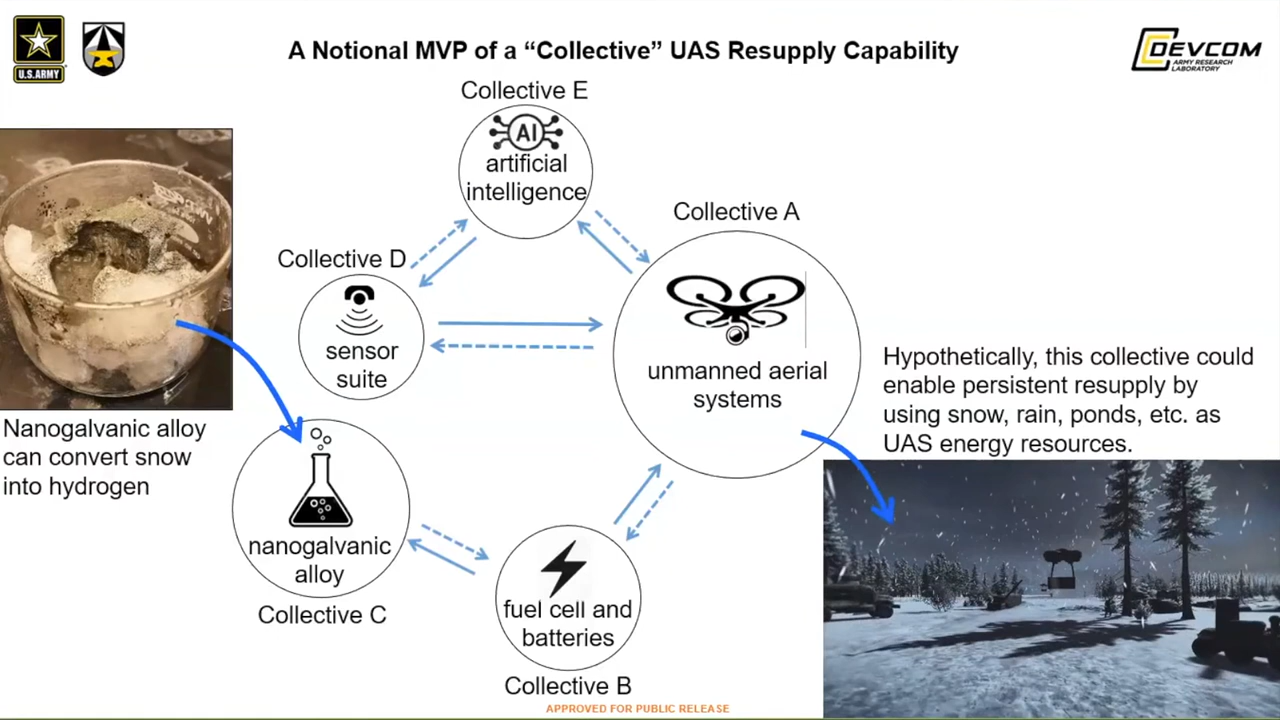 U.S.ARMY
A Notional MVP of a “Collective” UAS Resupply Capability
DEVCOM
ARMY RESEARCH
LABORATORY
Collective E
AI
artificial
intelligence
Collective A
unmanned aerial
systems
Collective D
sensor
suite
Nanogalvanic alloy
can convert snow
into hydrogen
nanogalvanic
alloy
Collective C
fuel cell and
batteries
Collective B
Hypothetically, this collective could
enable persistent resupply by
using snow, rain, ponds, etc. as
UAS energy resources.
APPROVED FOR PUBLIC RELEASE